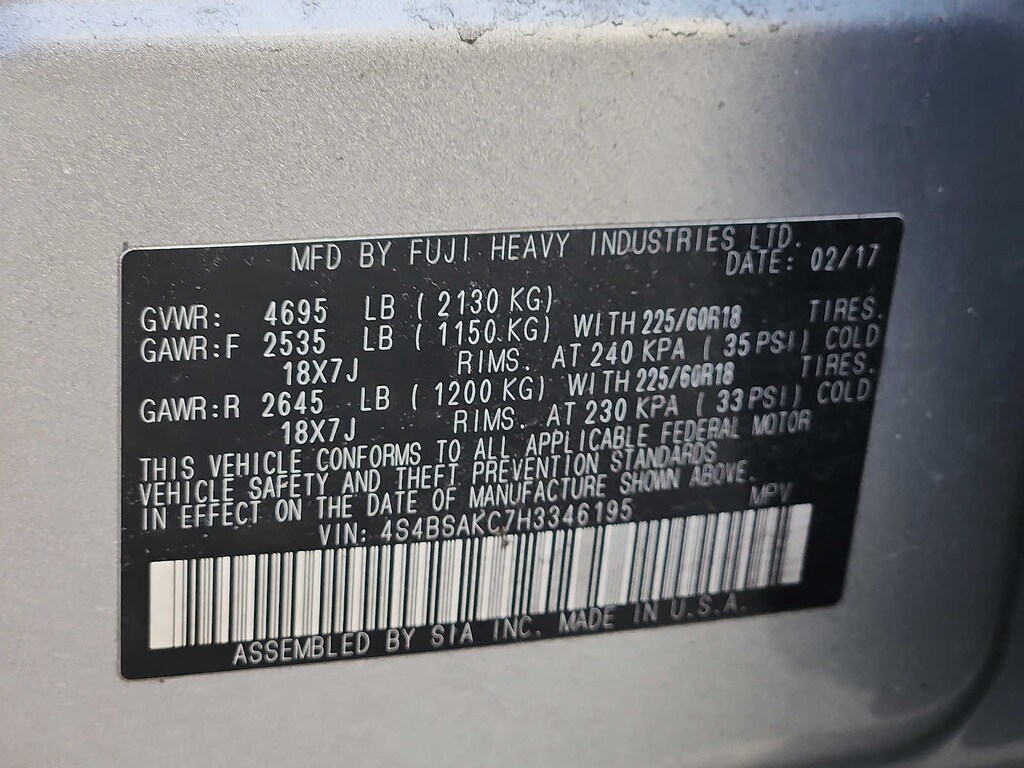 MFD BY FUJI HEAVY INDUSTRIES LTD.
DATE: 02/17
GVWR: 4695 LB ( 2130 KG)
GAWR:F 2535 LB ( 1150.KG) WITH 225/60R18 TIRES.
18X7J RIMS. AT 240 KPA ( 35 PSI) COLD
GAWR:R 2645 LB ( 1200 KG) WITH 225/60R18 TIRES.
18X7J RIMS. AT 230 KPA ( 33 PSI) COLD
THIS VEHICLE CONFORMS TO ALL APPLICABLE FEDERAL MOTOR
VEHICLE SAFETY AND THEFT PREVENTION STANDARDS
IN EFFECT ON THE DATE OF MANUFACTURE SHOWN ABOVE.
VIN: 4S4BSAKC7H3346195 MPV
ASSEMBLED BY SIA INC. MADE IN U.S.A.